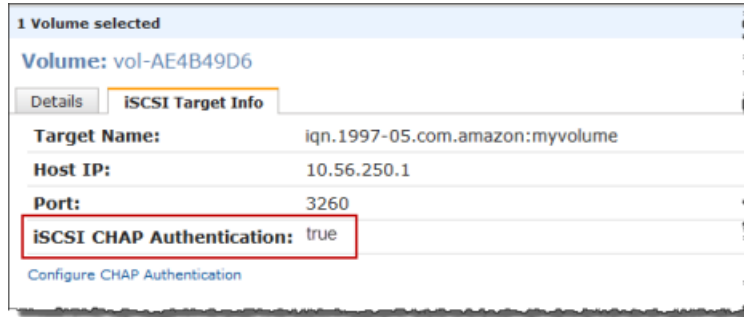 1 Volume selected
Volume: vol-AE4B49D6
Details iSCSI Target Info
Target Name: iqn.1997-05.com.amazon:myvolume
Host IP: 10.56.250.1
Port: 3260
iSCSI CHAP Authentication: true
Configure CHAP Authentication